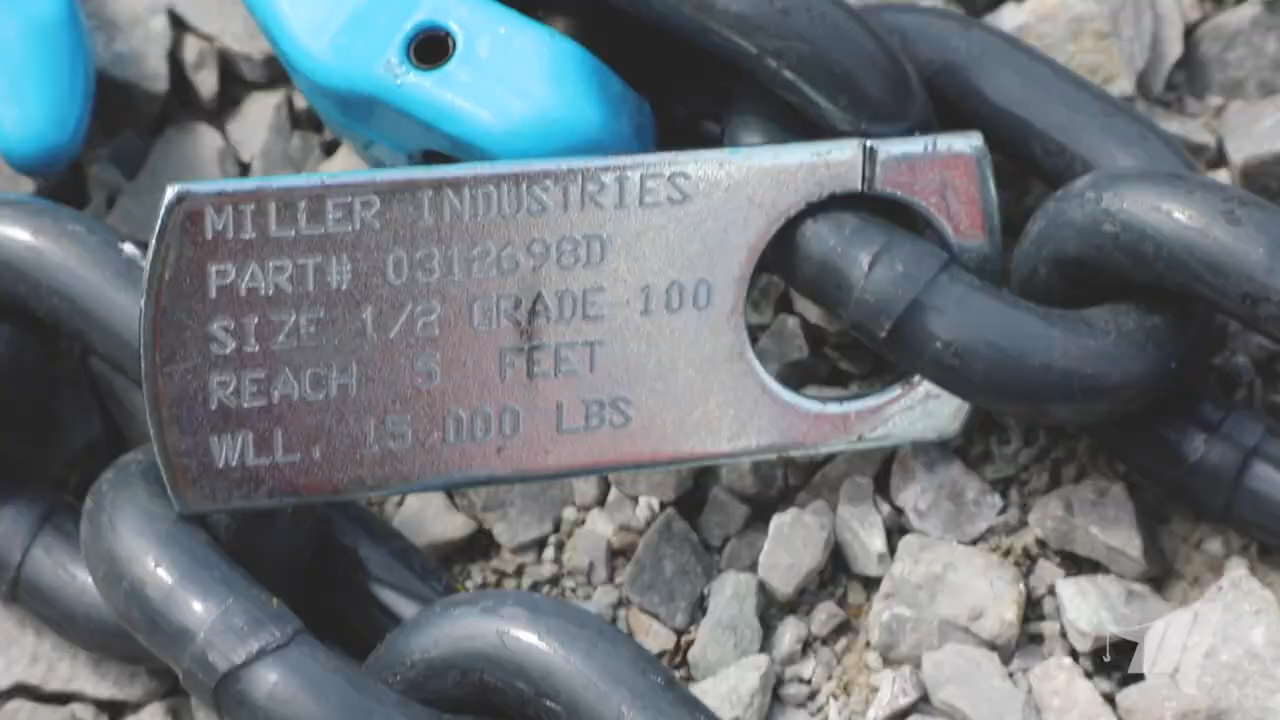 MILLER INDUSTRIES
PART# 0312698D
SIZE 1/2 GRADE 100
REACH 5 FEET
WLL. 15,000 LBS